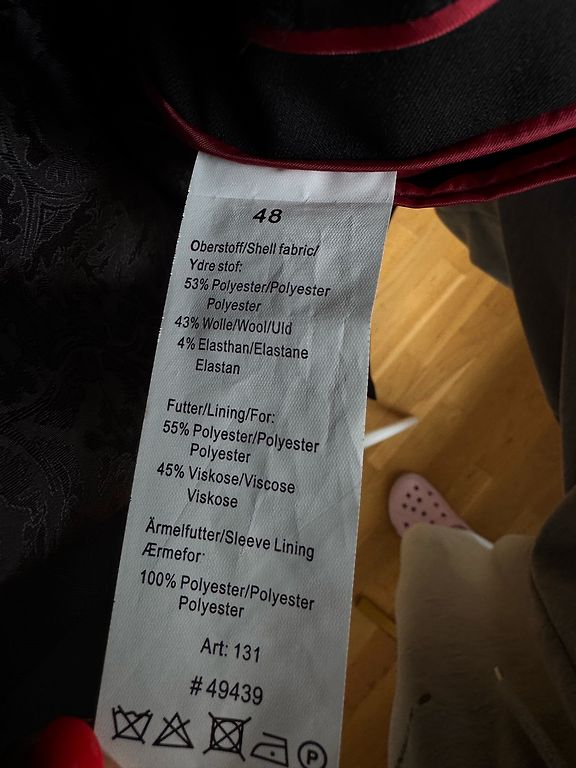 48
Oberstoff/Shell fabric/
Ydre stof:
53% Polyester/Polyester
Polyester
43% Wolle/Wool/Uld
4% Elasthan/Elastane
Elastan
Futter/Lining/For:
55% Polyester/Polyester
Polyester
45% Viskose/Viscose
Viskose
Ärmelfutter/Sleeve Lining
Ærmefor·
100% Polyester/Polyester
Polyester
Art: 131
# 49439
P